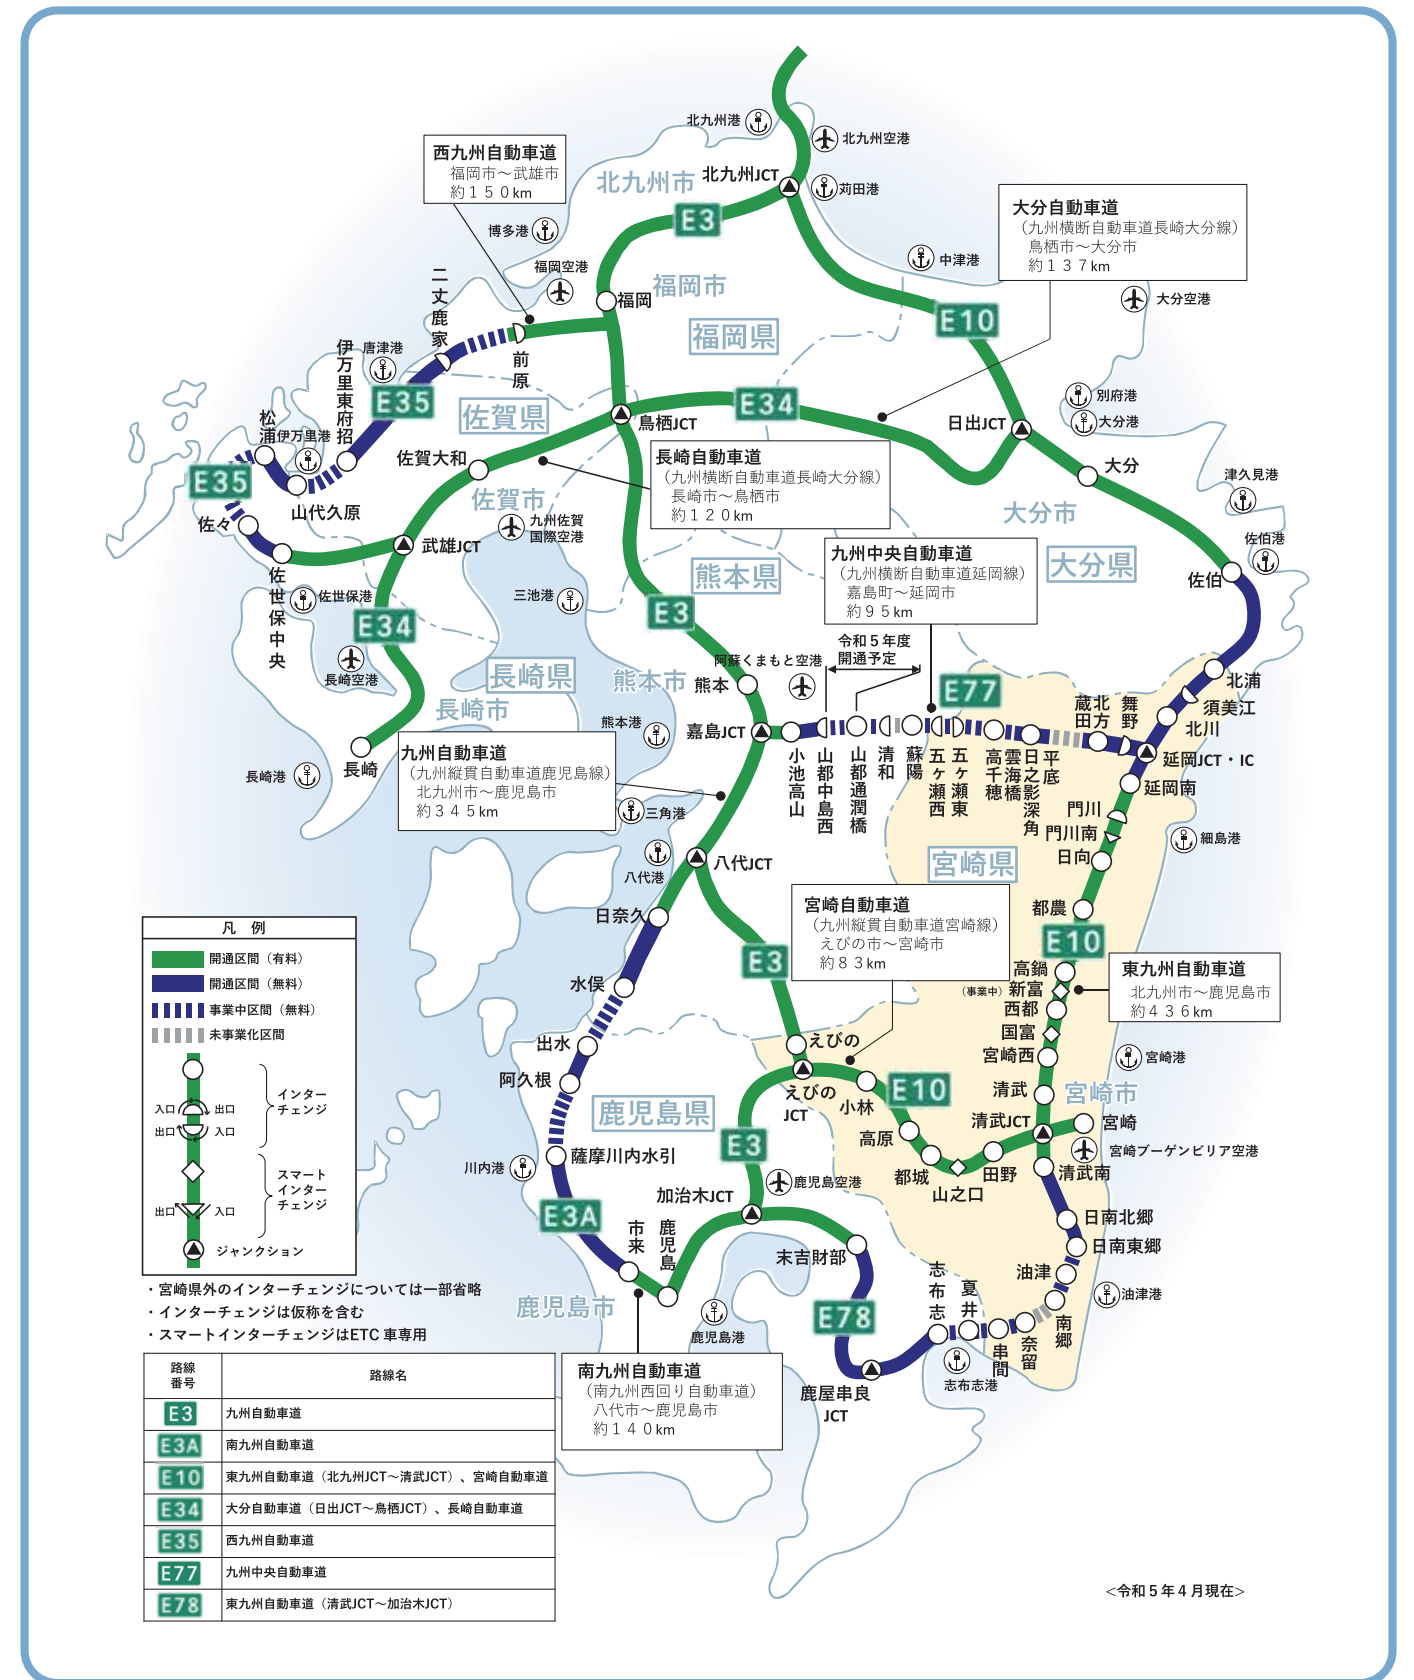 北九州港
北九州空港
西九州自動車道
福岡市～武雄市
約１５０km
北九州市
北九州JCT
苅田港
大分自動車道
（九州横断自動車道長崎大分線）
鳥栖市～大分市
約１３７km
E3
博多港
中津港
福岡空港
二丈鹿家
福岡市
福岡
大分空港
E10
福岡県
伊万里東府招
唐津港
前原
E35
佐賀県
E34
別府港
松浦
伊万里港
鳥栖JCT
日出JCT
大分港
佐賀大和
長崎自動車道
（九州横断自動車道長崎大分線）
長崎市～鳥栖市
約１２０km
大分
E35
佐賀市
津久見港
山代久原
大分市
佐々
九州佐賀
国際空港
武雄JCT
九州中央自動車道
（九州横断自動車道延岡線）
嘉島町～延岡市
約９５km
佐伯港
大分県
佐世保中央
熊本県
佐伯
佐世保港
三池港
E3
E34
令和５年度
開通予定
長崎空港
長崎県
阿蘇くまもと空港
熊本市
熊本
E77
北浦
長崎市
蔵田
北方
舞野
須美江
北川
熊本港
嘉島JCT
延岡JCT・IC
小池高山
山都中島西
山都通潤橋
清和
蘇陽
五ヶ瀬西
五ヶ瀬東
高千穂
雲海橋
日之影深角
平底
九州自動車道
（九州縦貫自動車道鹿児島線）
北九州市～鹿児島市
約３４５km
長崎
長崎港
延岡南
三角港
門川
門川南
細島港
日向
八代港
八代JCT
宮崎県
日奈久
宮崎自動車道
（九州縦貫自動車道宮崎線）
えびの市～宮崎市
約８３km
都農
凡　例
開通区間（有料）
開通区間（無料）
事業中区間（無料）
未事業化区間
インター
チェンジ
入口
出口
出口
入口
スマート
インター
チェンジ
出口
入口
ジャンクション
E10
E3
高鍋
東九州自動車道
北九州市～鹿児島市
約４３６km
水俣
（事業中）新富
西都
国富
出水
えびの
宮崎西
宮崎港
阿久根
えびの
JCT
E10
清武
宮崎市
小林
鹿児島県
清武JCT
宮崎
高原
E3
薩摩川内水引
宮崎ブーゲンビリア空港
川内港
都城
山之口
田野
清武南
鹿児島空港
加治木JCT
E3A
市来
鹿児島
日南北郷
末吉財部
日南東郷
志布志
夏井
油津
油津港
・宮崎県外のインターチェンジについては一部省略
・インターチェンジは仮称を含む
・スマートインターチェンジはETC 車専用
鹿児島市
鹿児島港
E78
串間
奈留
南郷
志布志港
南九州自動車道
（南九州西回り自動車道）
八代市～鹿児島市
約１４０km
鹿屋串良
JCT
路線
番号
路線名
E3 九州自動車道
E3A 南九州自動車道
E10 東九州自動車道（北九州JCT～清武JCT）、宮崎自動車道
E34 大分自動車道（日出JCT～鳥栖JCT）、長崎自動車道
E35 西九州自動車道
E77 九州中央自動車道
E78 東九州自動車道（清武JCT～加治木JCT）
＜令和５年４月現在＞